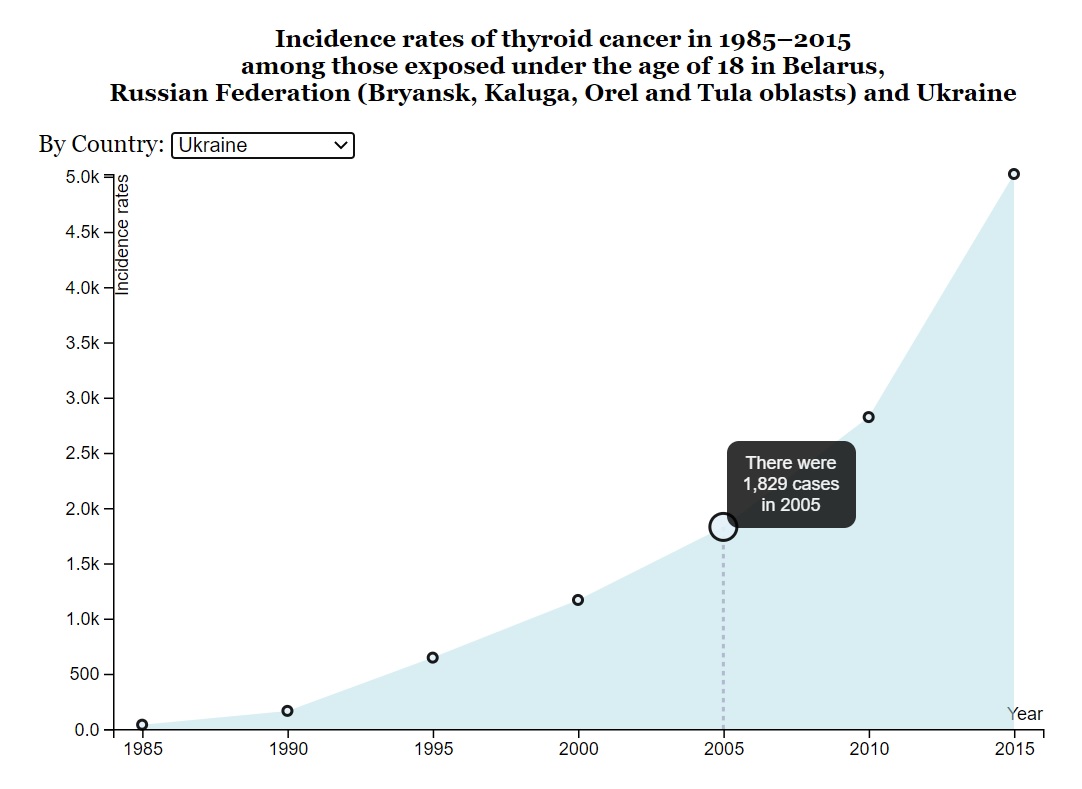 Incidence rates of thyroid cancer in 1985–2015
among those exposed under the age of 18 in Belarus,
Russian Federation (Bryansk, Kaluga, Orel and Tula oblasts) and Ukraine
By Country: Ukraine
Incidence rates
5.0k
4.5k
4.0k
3.5k
3.0k
2.5k
2.0k
1.5k
1.0k
500
0.0
There were
1,829 cases
in 2005
Year
1985 1990 1995 2000 2005 2010 2015